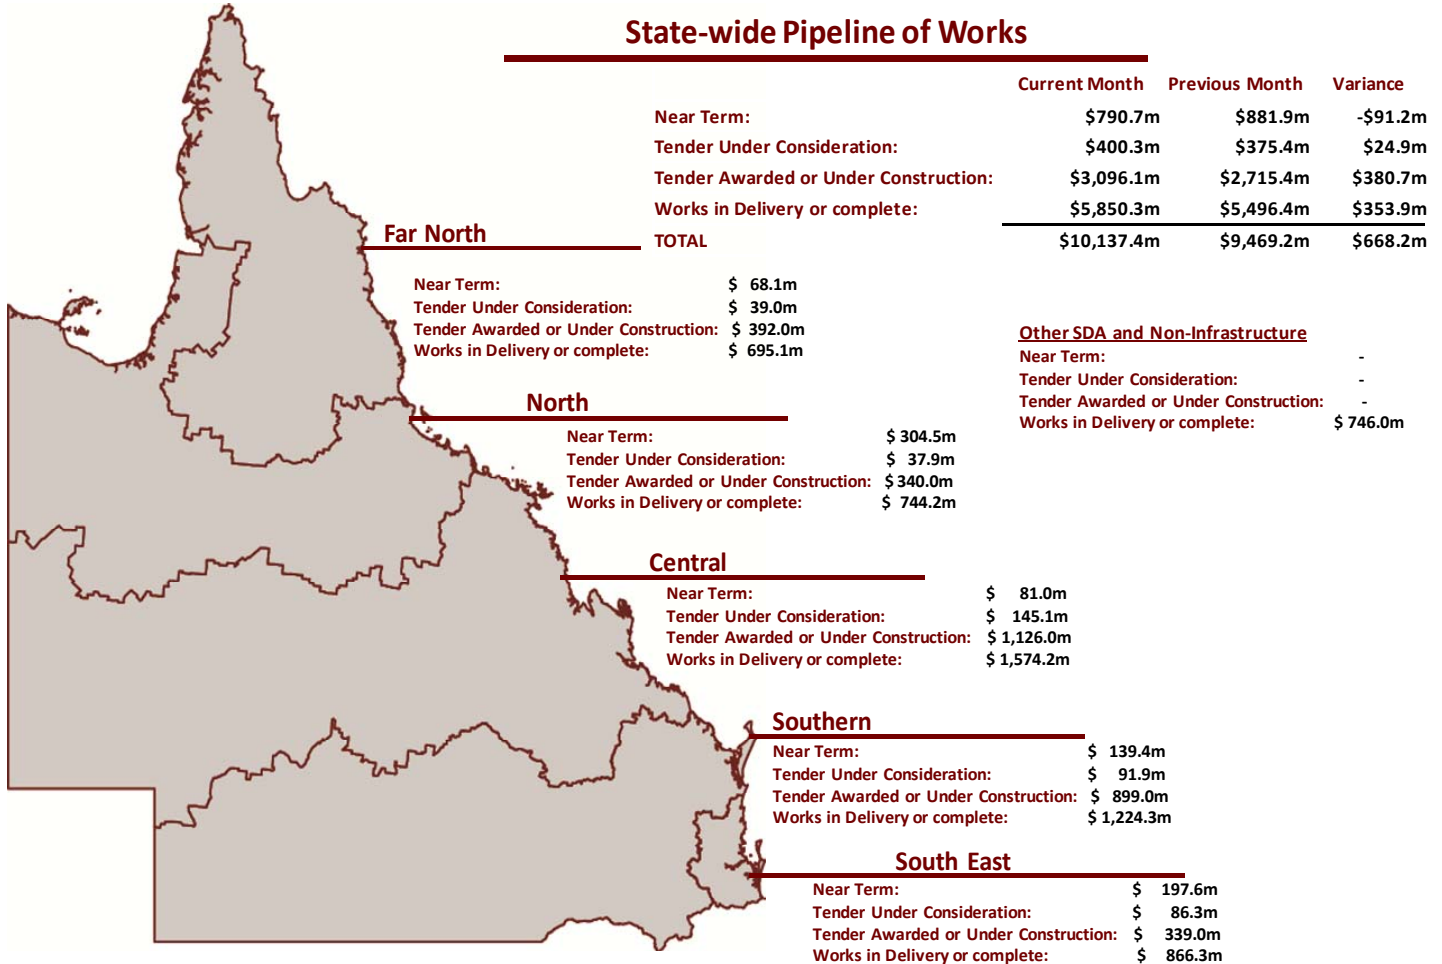 State-wide Pipeline of Works
Current Month Previous Month Variance
Near Term: $790.7m $881.9m -$91.2m
Tender Under Consideration: $400.3m $375.4m $24.9m
Tender Awarded or Under Construction: $3,096.1m $2,715.4m $380.7m
Works in Delivery or complete: $5,850.3m $5,496.4m $353.9m
TOTAL $10,137.4m $9,469.2m $668.2m
Far North
Near Term: $ 68.1m
Tender Under Consideration: $ 39.0m
Tender Awarded or Under Construction: $ 392.0m
Works in Delivery or complete: $ 695.1m
Other SDA and Non-Infrastructure
Near Term: -
Tender Under Consideration: -
Tender Awarded or Under Construction: -
Works in Delivery or complete: $ 746.0m
North
Near Term: $ 304.5m
Tender Under Consideration: $ 37.9m
Tender Awarded or Under Construction: $ 340.0m
Works in Delivery or complete: $ 744.2m
Central
Near Term: $ 81.0m
Tender Under Consideration: $ 145.1m
Tender Awarded or Under Construction: $ 1,126.0m
Works in Delivery or complete: $ 1,574.2m
Southern
Near Term: $ 139.4m
Tender Under Consideration: $ 91.9m
Tender Awarded or Under Construction: $ 899.0m
Works in Delivery or complete: $ 1,224.3m
South East
Near Term: $ 197.6m
Tender Under Consideration: $ 86.3m
Tender Awarded or Under Construction: $ 339.0m
Works in Delivery or complete: $ 866.3m